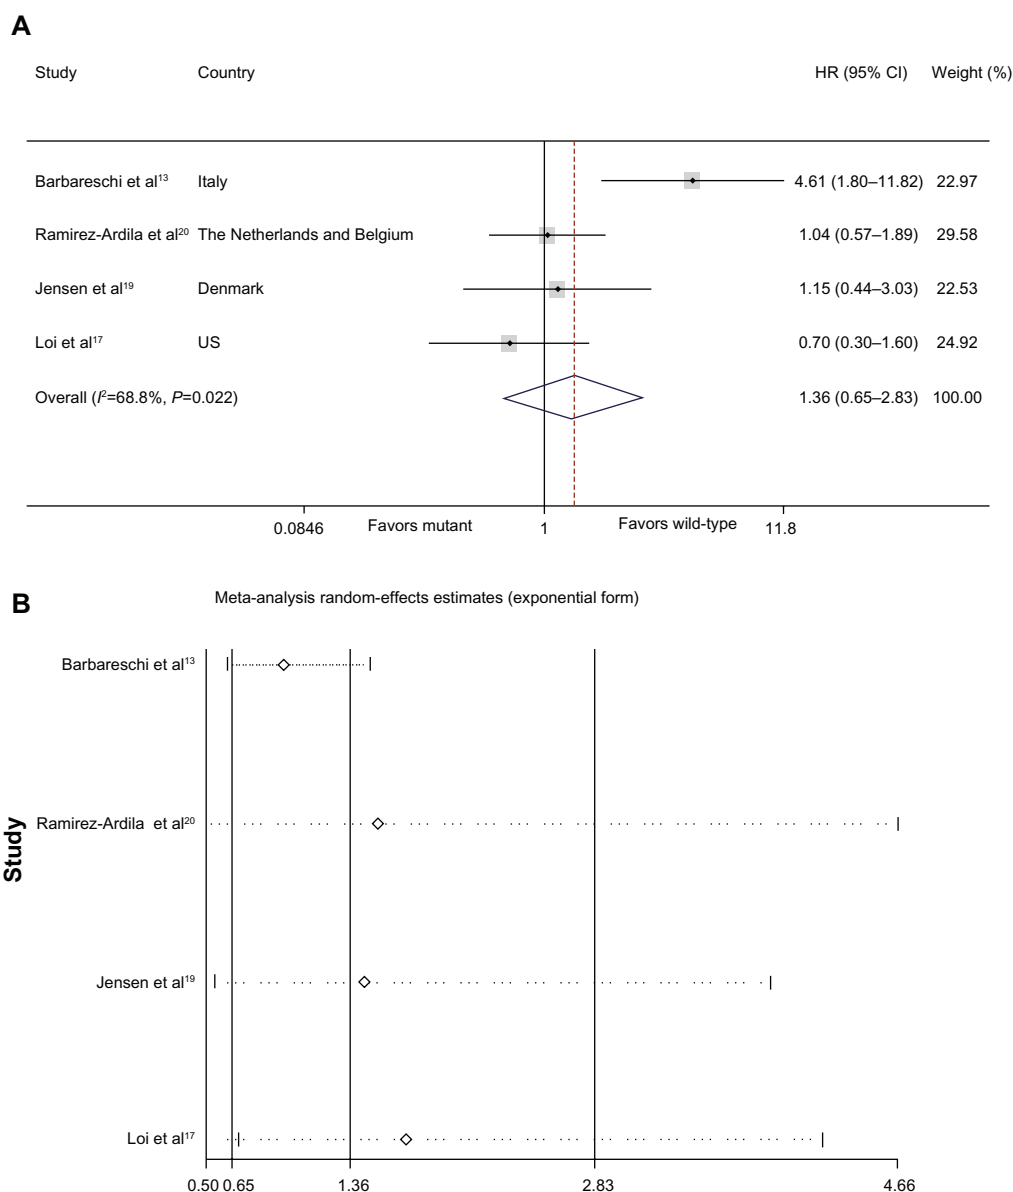 A
Study Country HR (95% CI) Weight (%)
Barbareschi et al13 Italy 4.61 (1.80–11.82) 22.97
Ramirez-Ardila et al20 The Netherlands and Belgium 1.04 (0.57–1.89) 29.58
Jensen et al19 Denmark 1.15 (0.44–3.03) 22.53
Loi et al17 US 0.70 (0.30–1.60) 24.92
Overall (I2=68.8%, P=0.022) 1.36 (0.65–2.83) 100.00
Favors mutant Favors wild-type
0.0846 1 11.8
B
Meta-analysis random-effects estimates (exponential form)
Study
Barbareschi et al13
Ramirez-Ardila et al20
Jensen et al19
Loi et al17
0.50 0.65 1.36 2.83 4.66